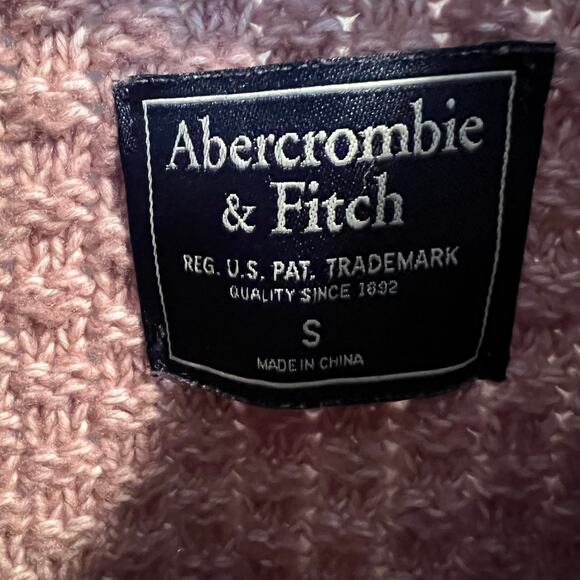 Abercrombie
& Fitch
REG. U.S. PAT. TRADEMARK
QUALITY SINCE 1892
S
MADE IN CHINA